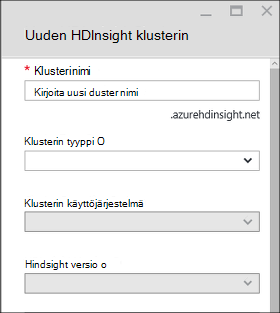 Uuden HDInsight klusterin
* Klusterinimi
Kirjoita uusi duster nimi
.azurehdinsight.net
Klusterin tyyppi O
Klusterin käyttöjärjestelmä
Hindsight versio o